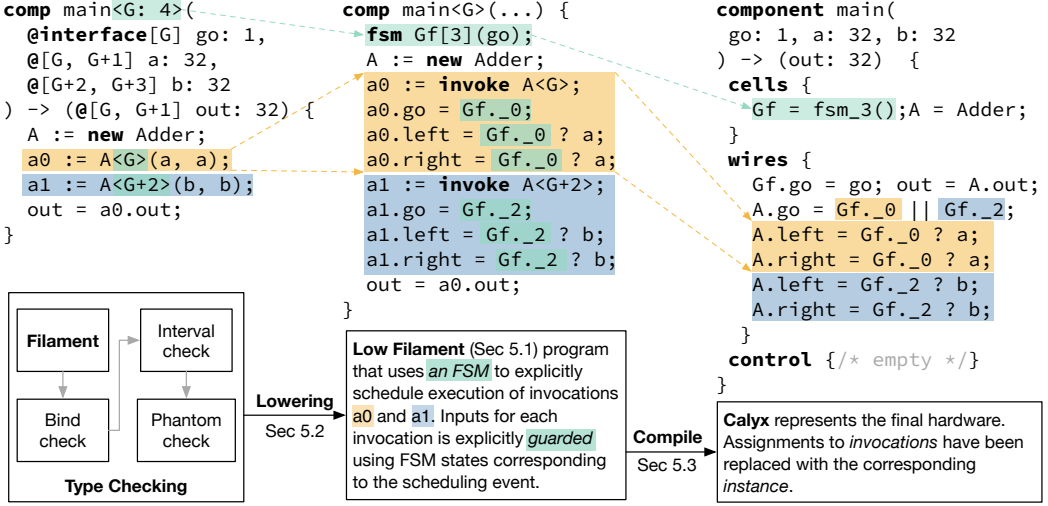 comp main<G: 4>(
@interface[G] go: 1,
@[G, G+1] a: 32,
@[G+2, G+3] b: 32
) -> (@[G, G+1] out: 32) {
A := new Adder;
a0 := A<G>(a, a);
a1 := A<G+2>(b, b);
out = a0.out;
}
comp main<G>(...) {
fsm Gf[3](go);
A := new Adder;
a0 := invoke A<G>;
a0.go = Gf._0;
a0.left = Gf._0 ? a;
a0.right = Gf._0 ? a;
a1 := invoke A<G+2>;
a1.go = Gf._2;
a1.left = Gf._2 ? b;
a1.right = Gf._2 ? b;
out = a0.out;
}
component main(
go: 1, a: 32, b: 32
) -> (out: 32) {
cells {
Gf = fsm_3();A = Adder;
}
wires {
Gf.go = go; out = A.out;
A.go = Gf._0 || Gf._2;
A.left = Gf._0 ? a;
A.right = Gf._0 ? a;
A.left = Gf._2 ? b;
A.right = Gf._2 ? b;
}
control {/* empty */}
}
Filament
Interval
check
Bind
check
Phantom
check
Type Checking
Lowering
Sec 5.2
Low Filament (Sec 5.1) program
that uses an FSM to explicitly
schedule execution of invocations
a0 and a1. Inputs for each
invocation is explicitly guarded
using FSM states corresponding
to the scheduling event.
Compile
Sec 5.3
Calyx represents the final hardware.
Assignments to invocations have been
replaced with the corresponding
instance.